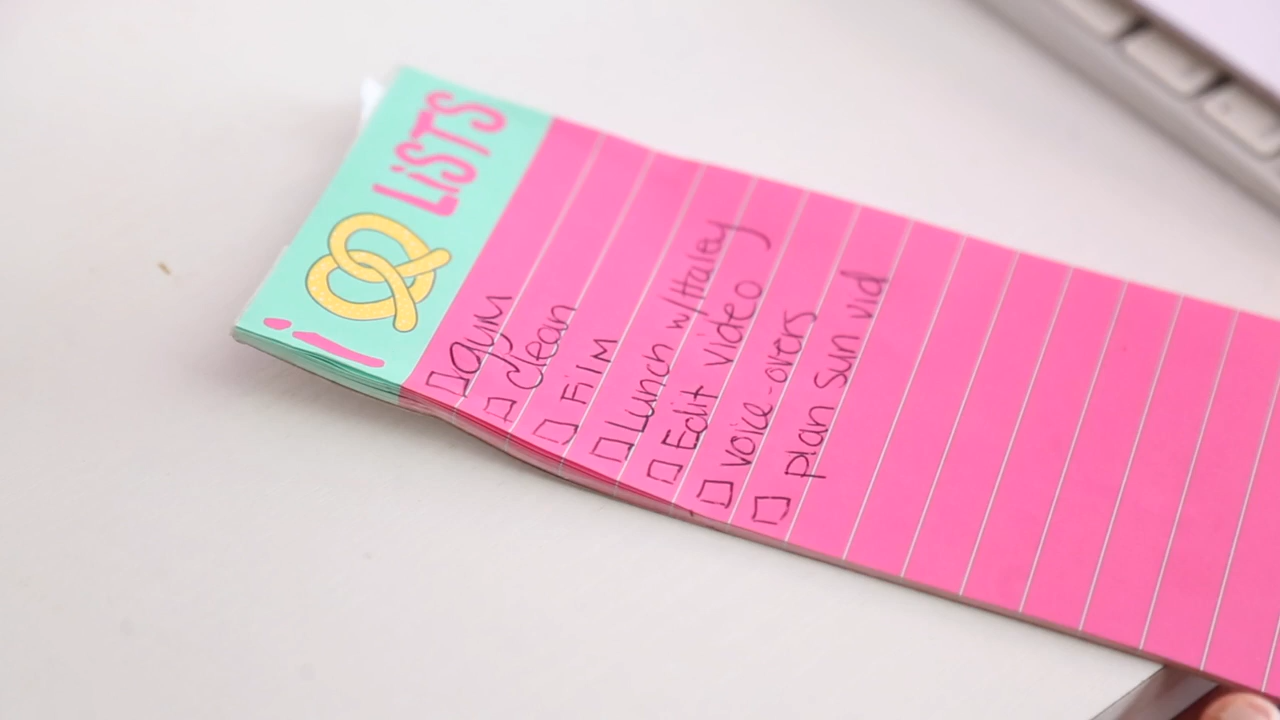 i LiSTS
☐ gym
☐ clean
☐ Film
☐ Lunch w/Haley
☐ Edit video
☐ voice-overs
☐ plan sun vid